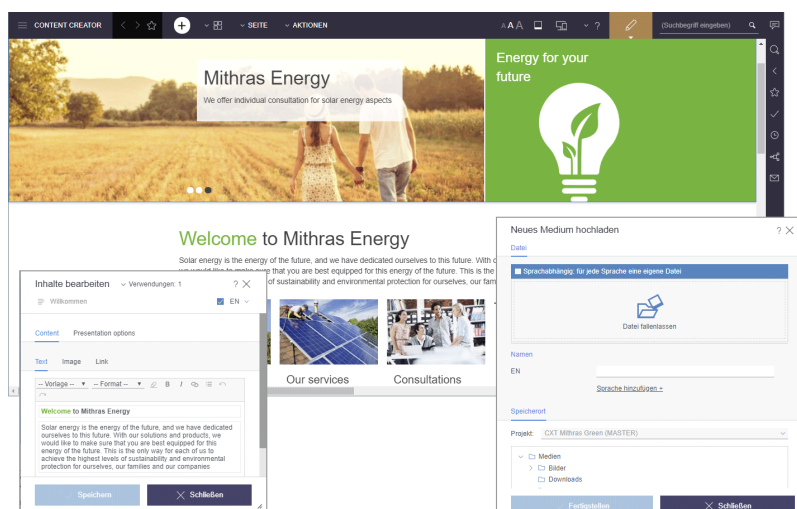 CONTENT CREATOR
SEITE
AKTIONEN
A A A
?
(Suchbegriff eingeben)
Mithras Energy
We offer individual consultation for solar energy aspects
Energy for your
future
Welcome to Mithras Energy
Solar energy is the energy of the future, and we have dedicated ourselves to this future. With
that you are best equipped for this energy of the future. This is the
of sustainability and environmental protection for ourselves, our fam
Our services
Consultations
Inhalte bearbeiten
Verwendungen: 1
?
Willkommen
EN
Content
Presentation options
Text
Image
Link
-- Vorlage --
-- Format --
B
I
Welcome to Mithras Energy
Solar energy is the energy of the future, and we have dedicated
ourselves to this future. With our solutions and products, we
would like to make sure that you are best equipped for this
energy of the future. This is the only way for each of us to
achieve the highest levels of sustainability and environmental
protection for ourselves, our families and our companies
Speichern
Schließen
Neues Medium hochladen
?
Datei
Sprachabhängig: für jede Sprache eine eigene Datei
Datei fallenlassen
Namen
EN
Sprache hinzufügen +
Speicherort
Projekt:
CXT Mithras Green (MASTER)
Medien
Bilder
Downloads
Fertigstellen
Schließen